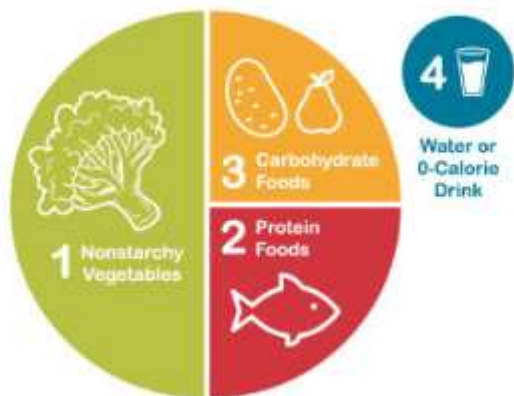 1 Nonstarchy
Vegetables
2 Protein
Foods
3 Carbohydrate
Foods
4
Water or
0-Calorie
Drink